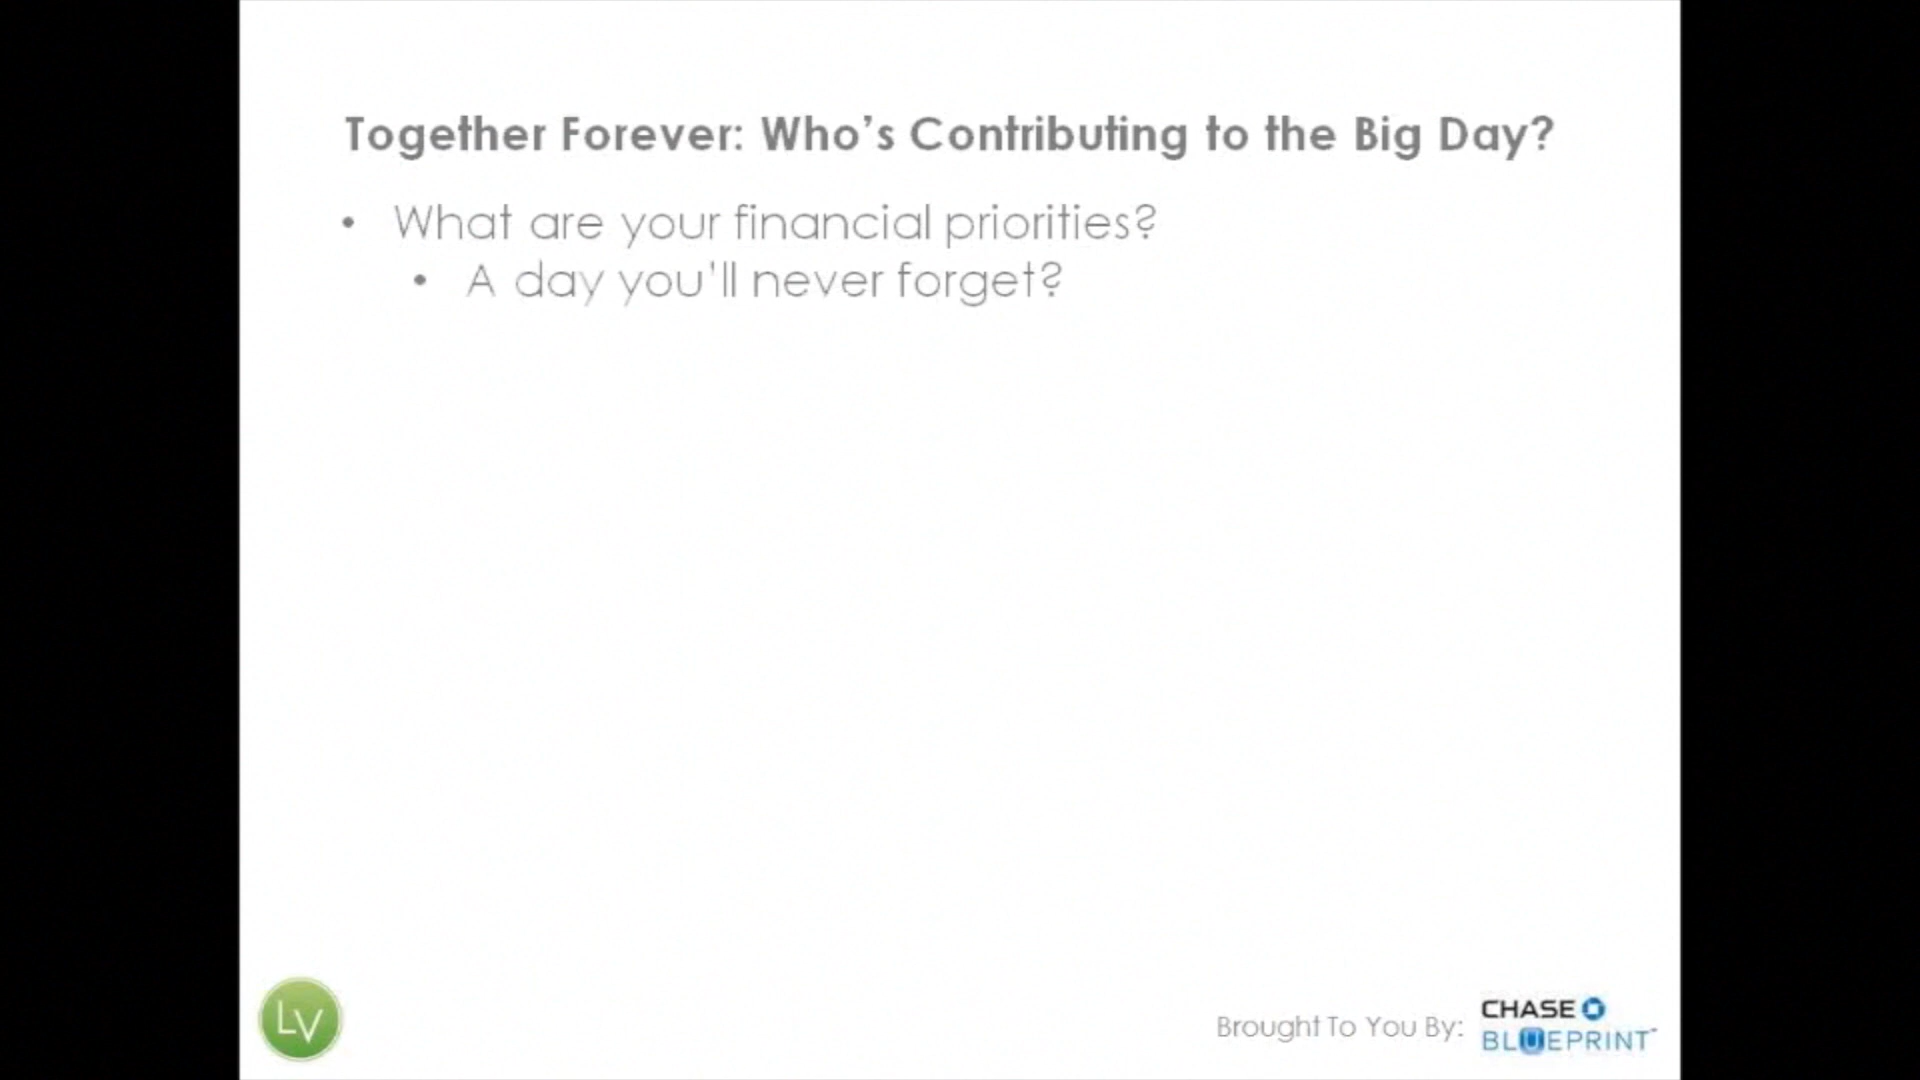 Together Forever: Who’s Contributing to the Big Day?
• What are your financial priorities?
• A day you'll never forget?
LV
Brought To You By:
CHASE
BLUEPRINT